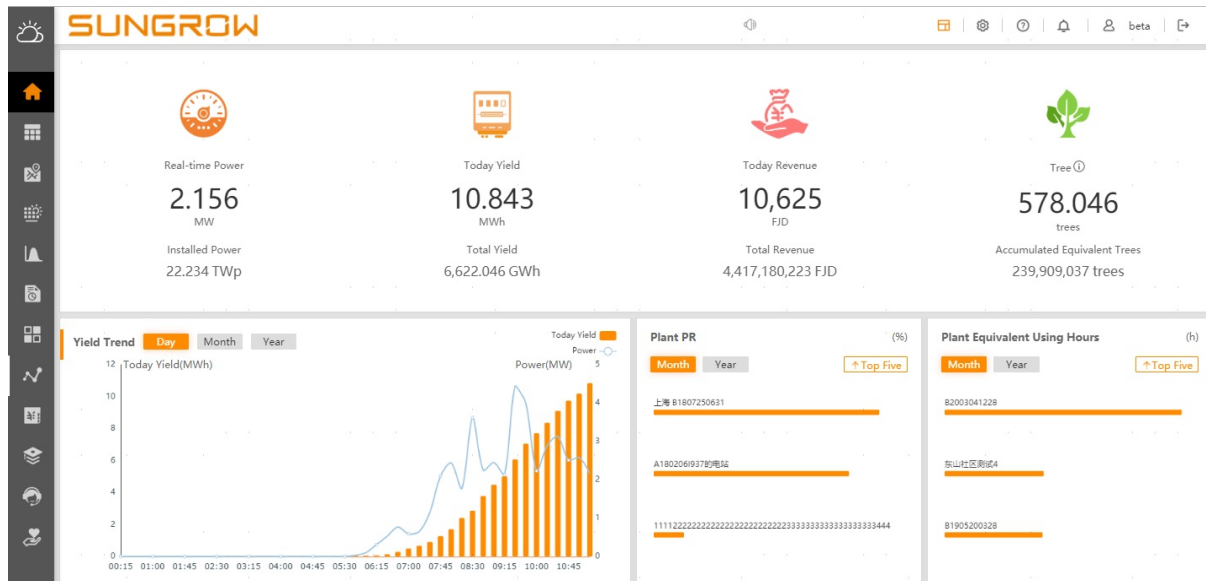 SUNGROW
beta
Real-time Power
2.156
MW
Installed Power
22.234 TWp
Today Yield
10.843
MWh
Total Yield
6,622.046 GWh
Today Revenue
10,625
FJD
Total Revenue
4,417,180,223 FJD
Tree
578.046
trees
Accumulated Equivalent Trees
239,909,037 trees
Yield Trend Day Month Year
Today Yield
Power
Today Yield(MWh)
Power(MW)
12
10
8
6
4
2
0
5
4
3
2
1
0
00:15 01:00 01:45 02:30 03:15 04:00 04:45 05:30 06:15 07:00 07:45 08:30 09:15 10:00 10:45
Plant PR (%)
Month Year ↑Top Five
上海 B1807250631
A180206I937的电站
Plant Equivalent Using Hours (h)
Month Year ↑Top Five
B2003041228
东山社区测试4
B1905200328